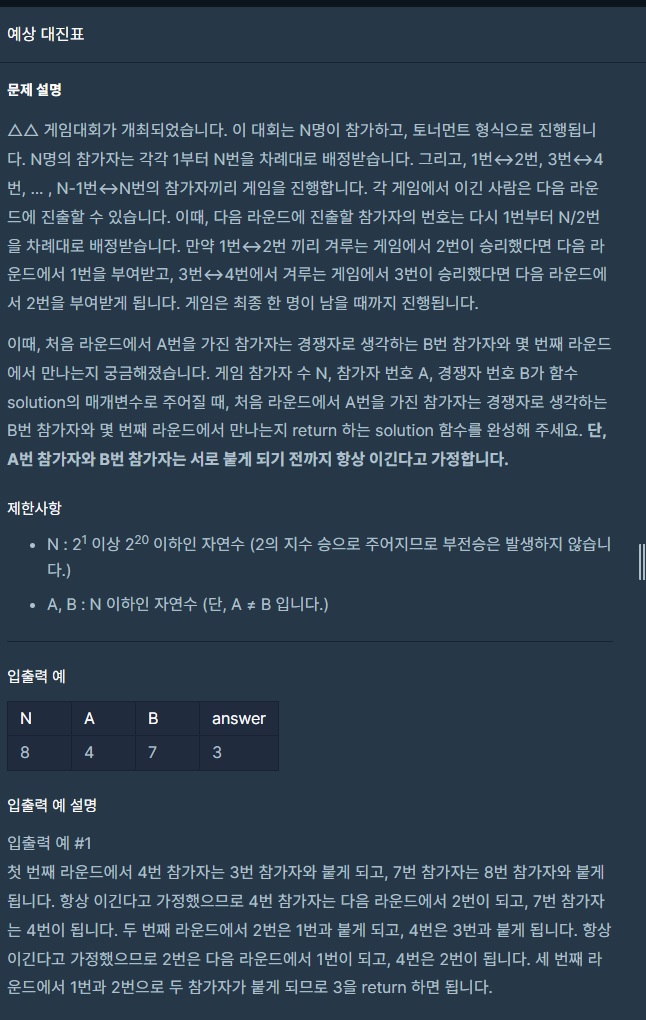 예상 대진표
문제 설명
△△ 게임대회가 개최되었습니다. 이 대회는 N명이 참가하고, 토너먼트 형식으로 진행됩니
다. N명의 참가자는 각각 1부터 N번을 차례대로 배정받습니다. 그리고, 1번↔2번, 3번↔4
번, ... , N-1번↔N번의 참가자끼리 게임을 진행합니다. 각 게임에서 이긴 사람은 다음 라운
드에 진출할 수 있습니다. 이때, 다음 라운드에 진출할 참가자의 번호는 다시 1번부터 N/2번
을 차례대로 배정받습니다. 만약 1번↔2번 끼리 겨루는 게임에서 2번이 승리했다면 다음 라
운드에서 1번을 부여받고, 3번↔4번에서 겨루는 게임에서 3번이 승리했다면 다음 라운드에
서 2번을 부여받게 됩니다. 게임은 최종 한 명이 남을 때까지 진행됩니다.
이때, 처음 라운드에서 A번을 가진 참가자는 경쟁자로 생각하는 B번 참가자와 몇 번째 라운드
에서 만나는지 궁금해졌습니다. 게임 참가자 수 N, 참가자 번호 A, 경쟁자 번호 B가 함수
solution의 매개변수로 주어질 때, 처음 라운드에서 A번을 가진 참가자는 경쟁자로 생각하는
B번 참가자와 몇 번째 라운드에서 만나는지 return 하는 solution 함수를 완성해 주세요. 단,
A번 참가자와 B번 참가자는 서로 붙게 되기 전까지 항상 이긴다고 가정합니다.
제한사항
• N : 2¹ 이상 2²⁰ 이하인 자연수 (2의 지수 승으로 주어지므로 부전승은 발생하지 않습니
다.)
• A, B : N 이하인 자연수 (단, A ≠ B 입니다.)
입출력 예
N A B answer
8 4 7 3
입출력 예 설명
입출력 예 #1
첫 번째 라운드에서 4번 참가자는 3번 참가자와 붙게 되고, 7번 참가자는 8번 참가자와 붙게
됩니다. 항상 이긴다고 가정했으므로 4번 참가자는 다음 라운드에서 2번이 되고, 7번 참가자
는 4번이 됩니다. 두 번째 라운드에서 2번은 1번과 붙게 되고, 4번은 3번과 붙게 됩니다. 항상
이긴다고 가정했으므로 2번은 다음 라운드에서 1번이 되고, 4번은 2번이 됩니다. 세 번째 라
운드에서 1번과 2번으로 두 참가자가 붙게 되므로 3을 return 하면 됩니다.